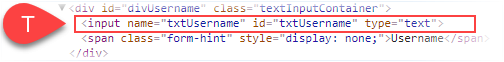 <div id="divUsername" class="textInputContainer">
T
<input name="txtUsername" id="txtUsername" type="text">
<span class="form-hint" style="display: none;">Username</span>
</div>